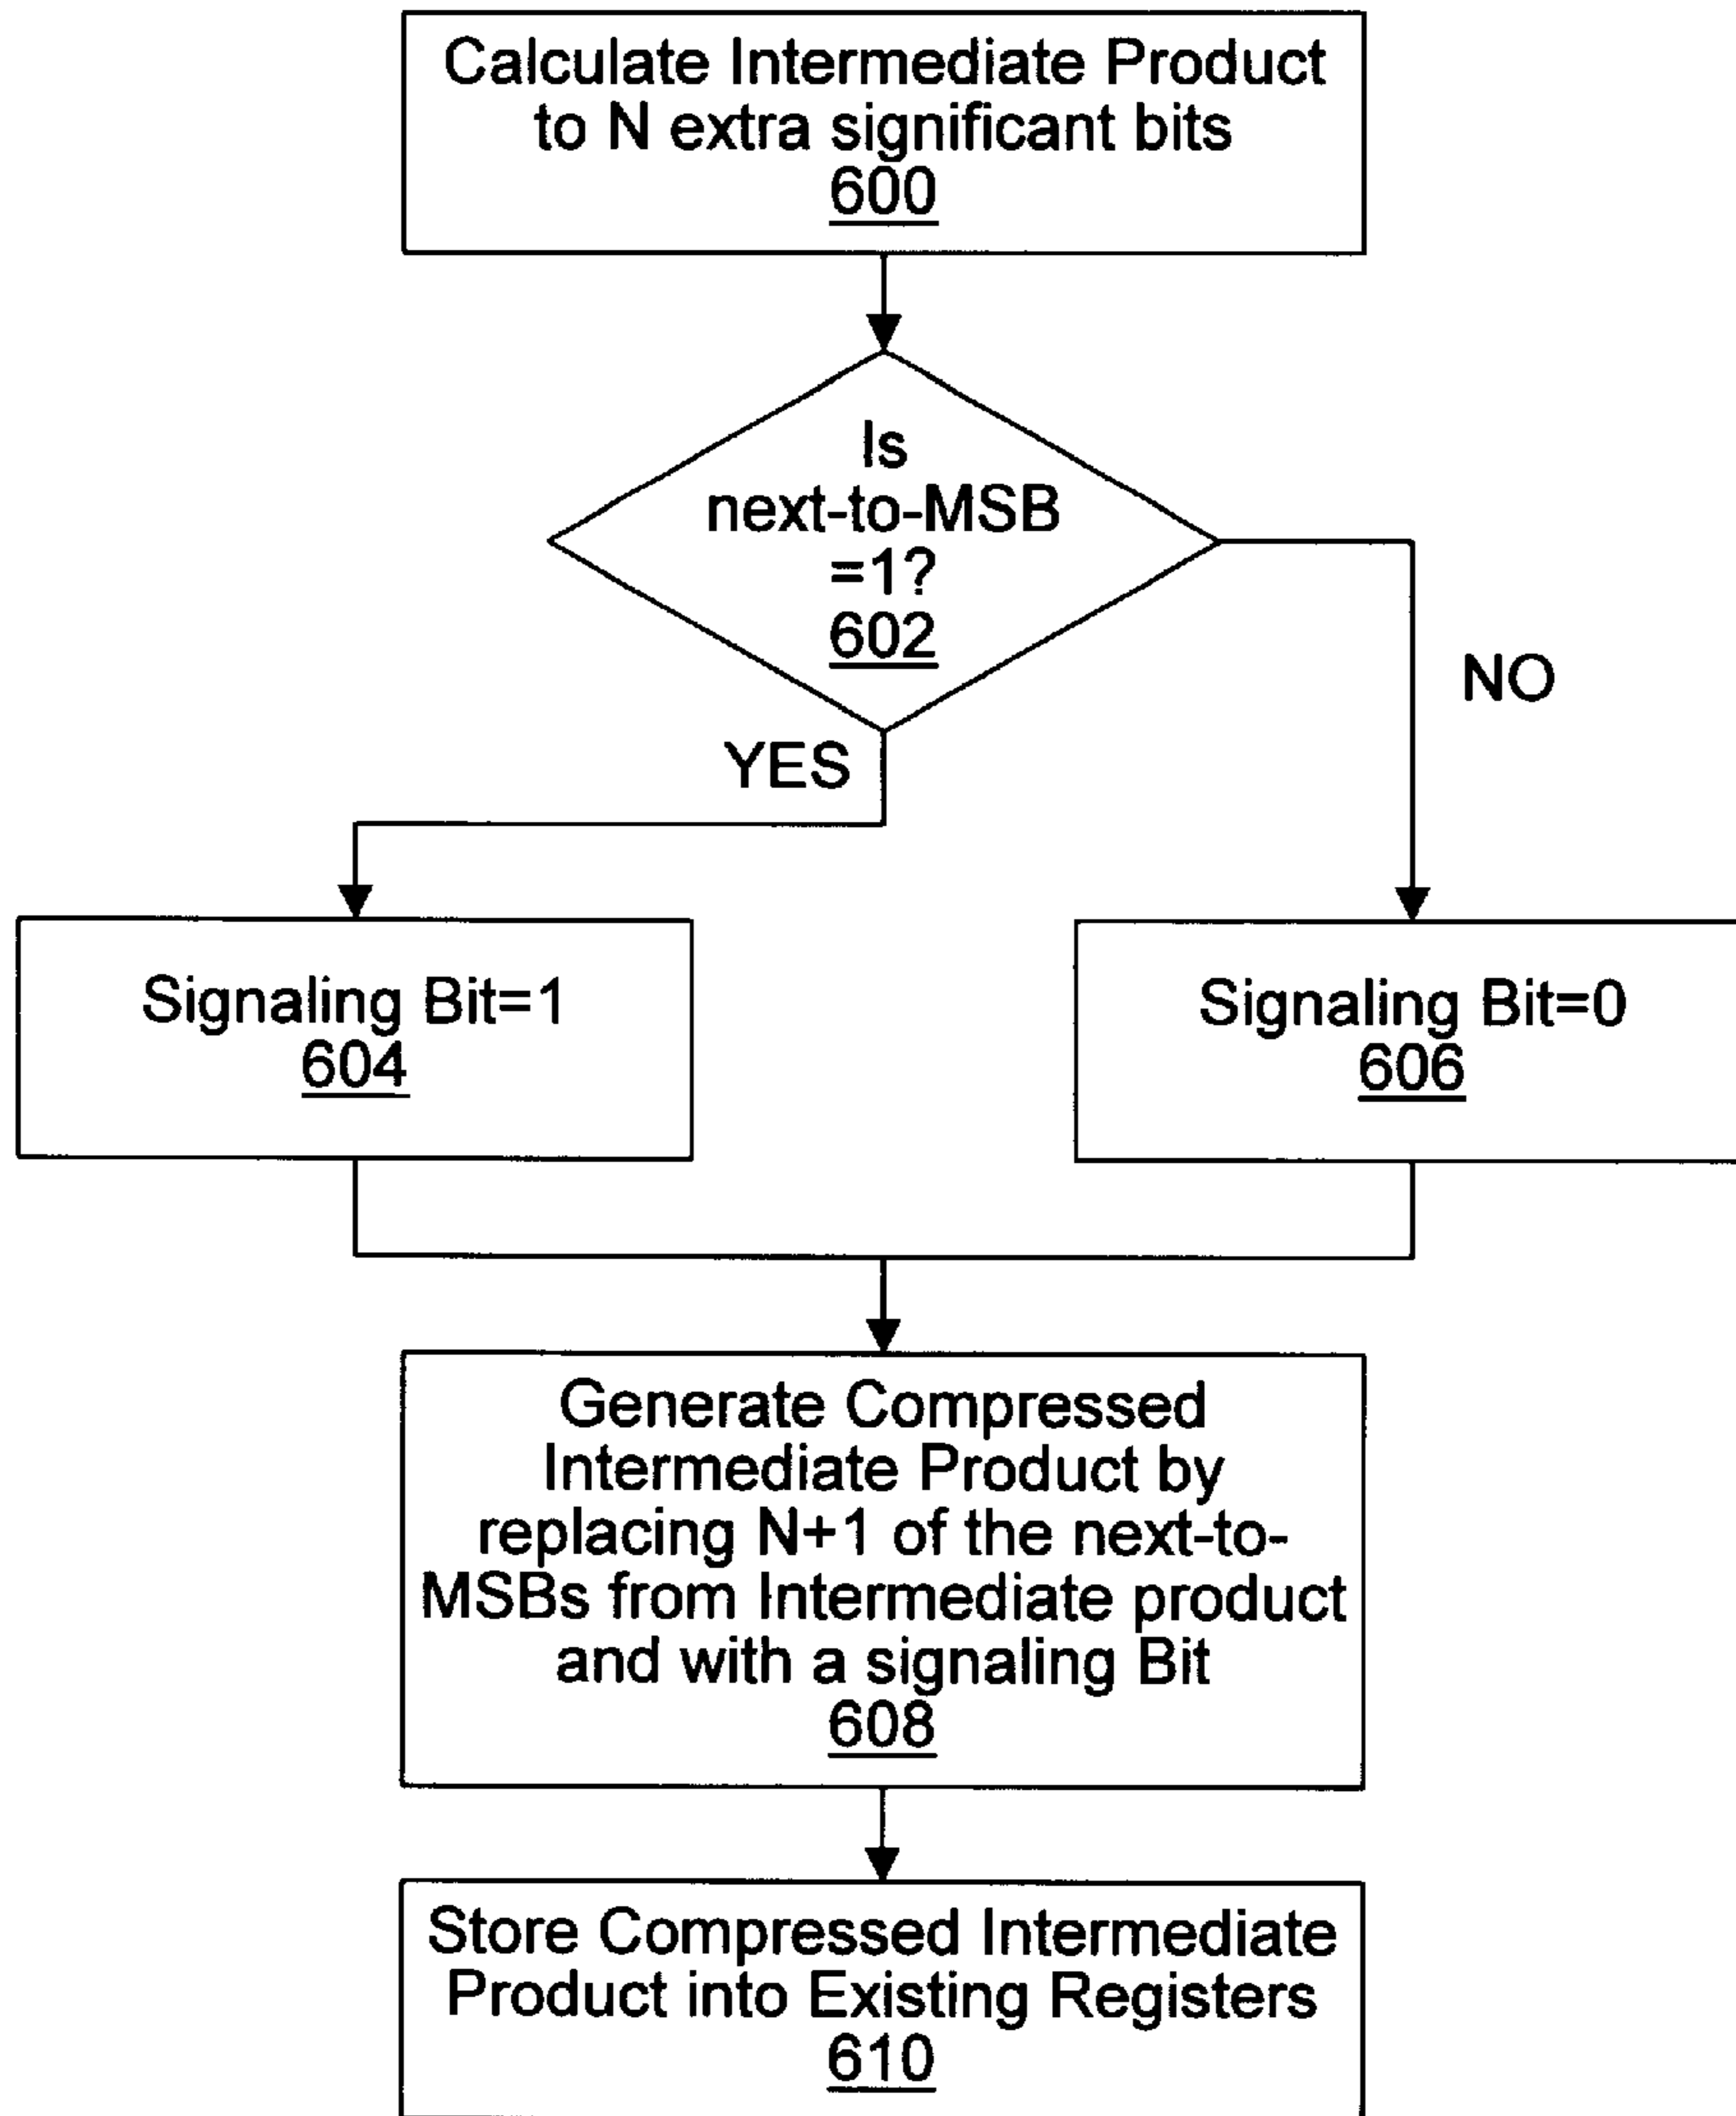 Calculate Intermediate Product
to N extra significant bits
600
Is
next-to-MSB
=1?
602
NO
YES
Signaling Bit=1
604
Signaling Bit=0
606
Generate Compressed
Intermediate Product by
replacing N+1 of the next-to-
MSBs from Intermediate product
and with a signaling Bit
608
Store Compressed Intermediate
Product into Existing Registers
610